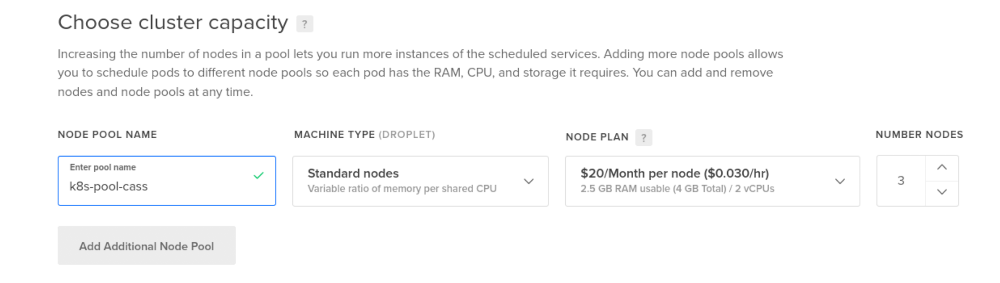 Choose cluster capacity ?
Increasing the number of nodes in a pool lets you run more instances of the scheduled services. Adding more node pools allows
you to schedule pods to different node pools so each pod has the RAM, CPU, and storage it requires. You can add and remove
nodes and node pools at any time.
NODE POOL NAME
Enter pool name
k8s-pool-cass
MACHINE TYPE (DROPLET)
Standard nodes
Variable ratio of memory per shared CPU
NODE PLAN ?
$20/Month per node ($0.030/hr)
2.5 GB RAM usable (4 GB Total) / 2 vCPUs
NUMBER NODES
3
Add Additional Node Pool